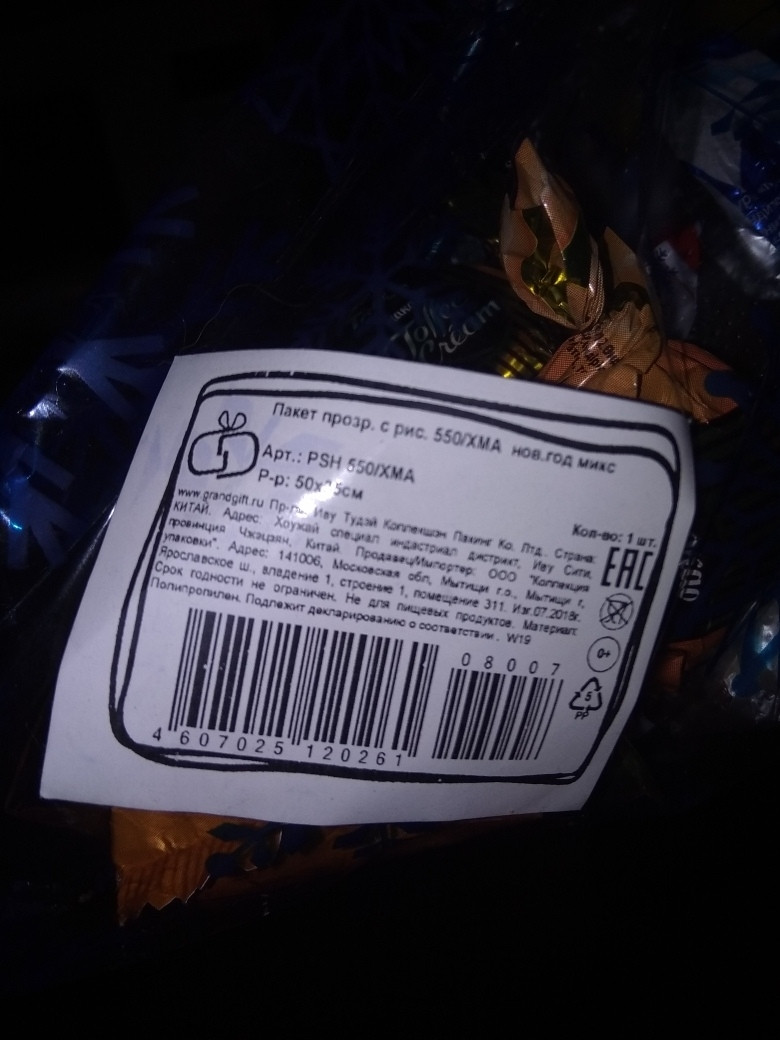 Toffee
Cream
Пакет прозр. с рис. 550/ХМА нов.год микс
Арт.: PSH 550/XMA
Р-р: 50х35см
Кол-во: 1 шт.
www.grandgift.ru Пр-ль: Иву Тудэй Коллекшэн Пакинг Ко. Лтд. Страна:
КИТАЙ. Адрес: Хоужай специал индастриал дистрикт, Иву Сити,
провинция Чжэцзян, Китай. Продавец/Импортер: ООО "Коллекция
упаковки". Адрес: 141006, Московская обл, Мытищи г.о., Мытищи г,
Ярославское ш., владение 1, строение 1, помещение 311. Изг.07.2018г.
Срок годности не ограничен. Не для пищевых продуктов. Материал:
Полипропилен. Подлежит декларированию о соответствии. W19
EAC
0+
5
PP
08007
4 607025 120261